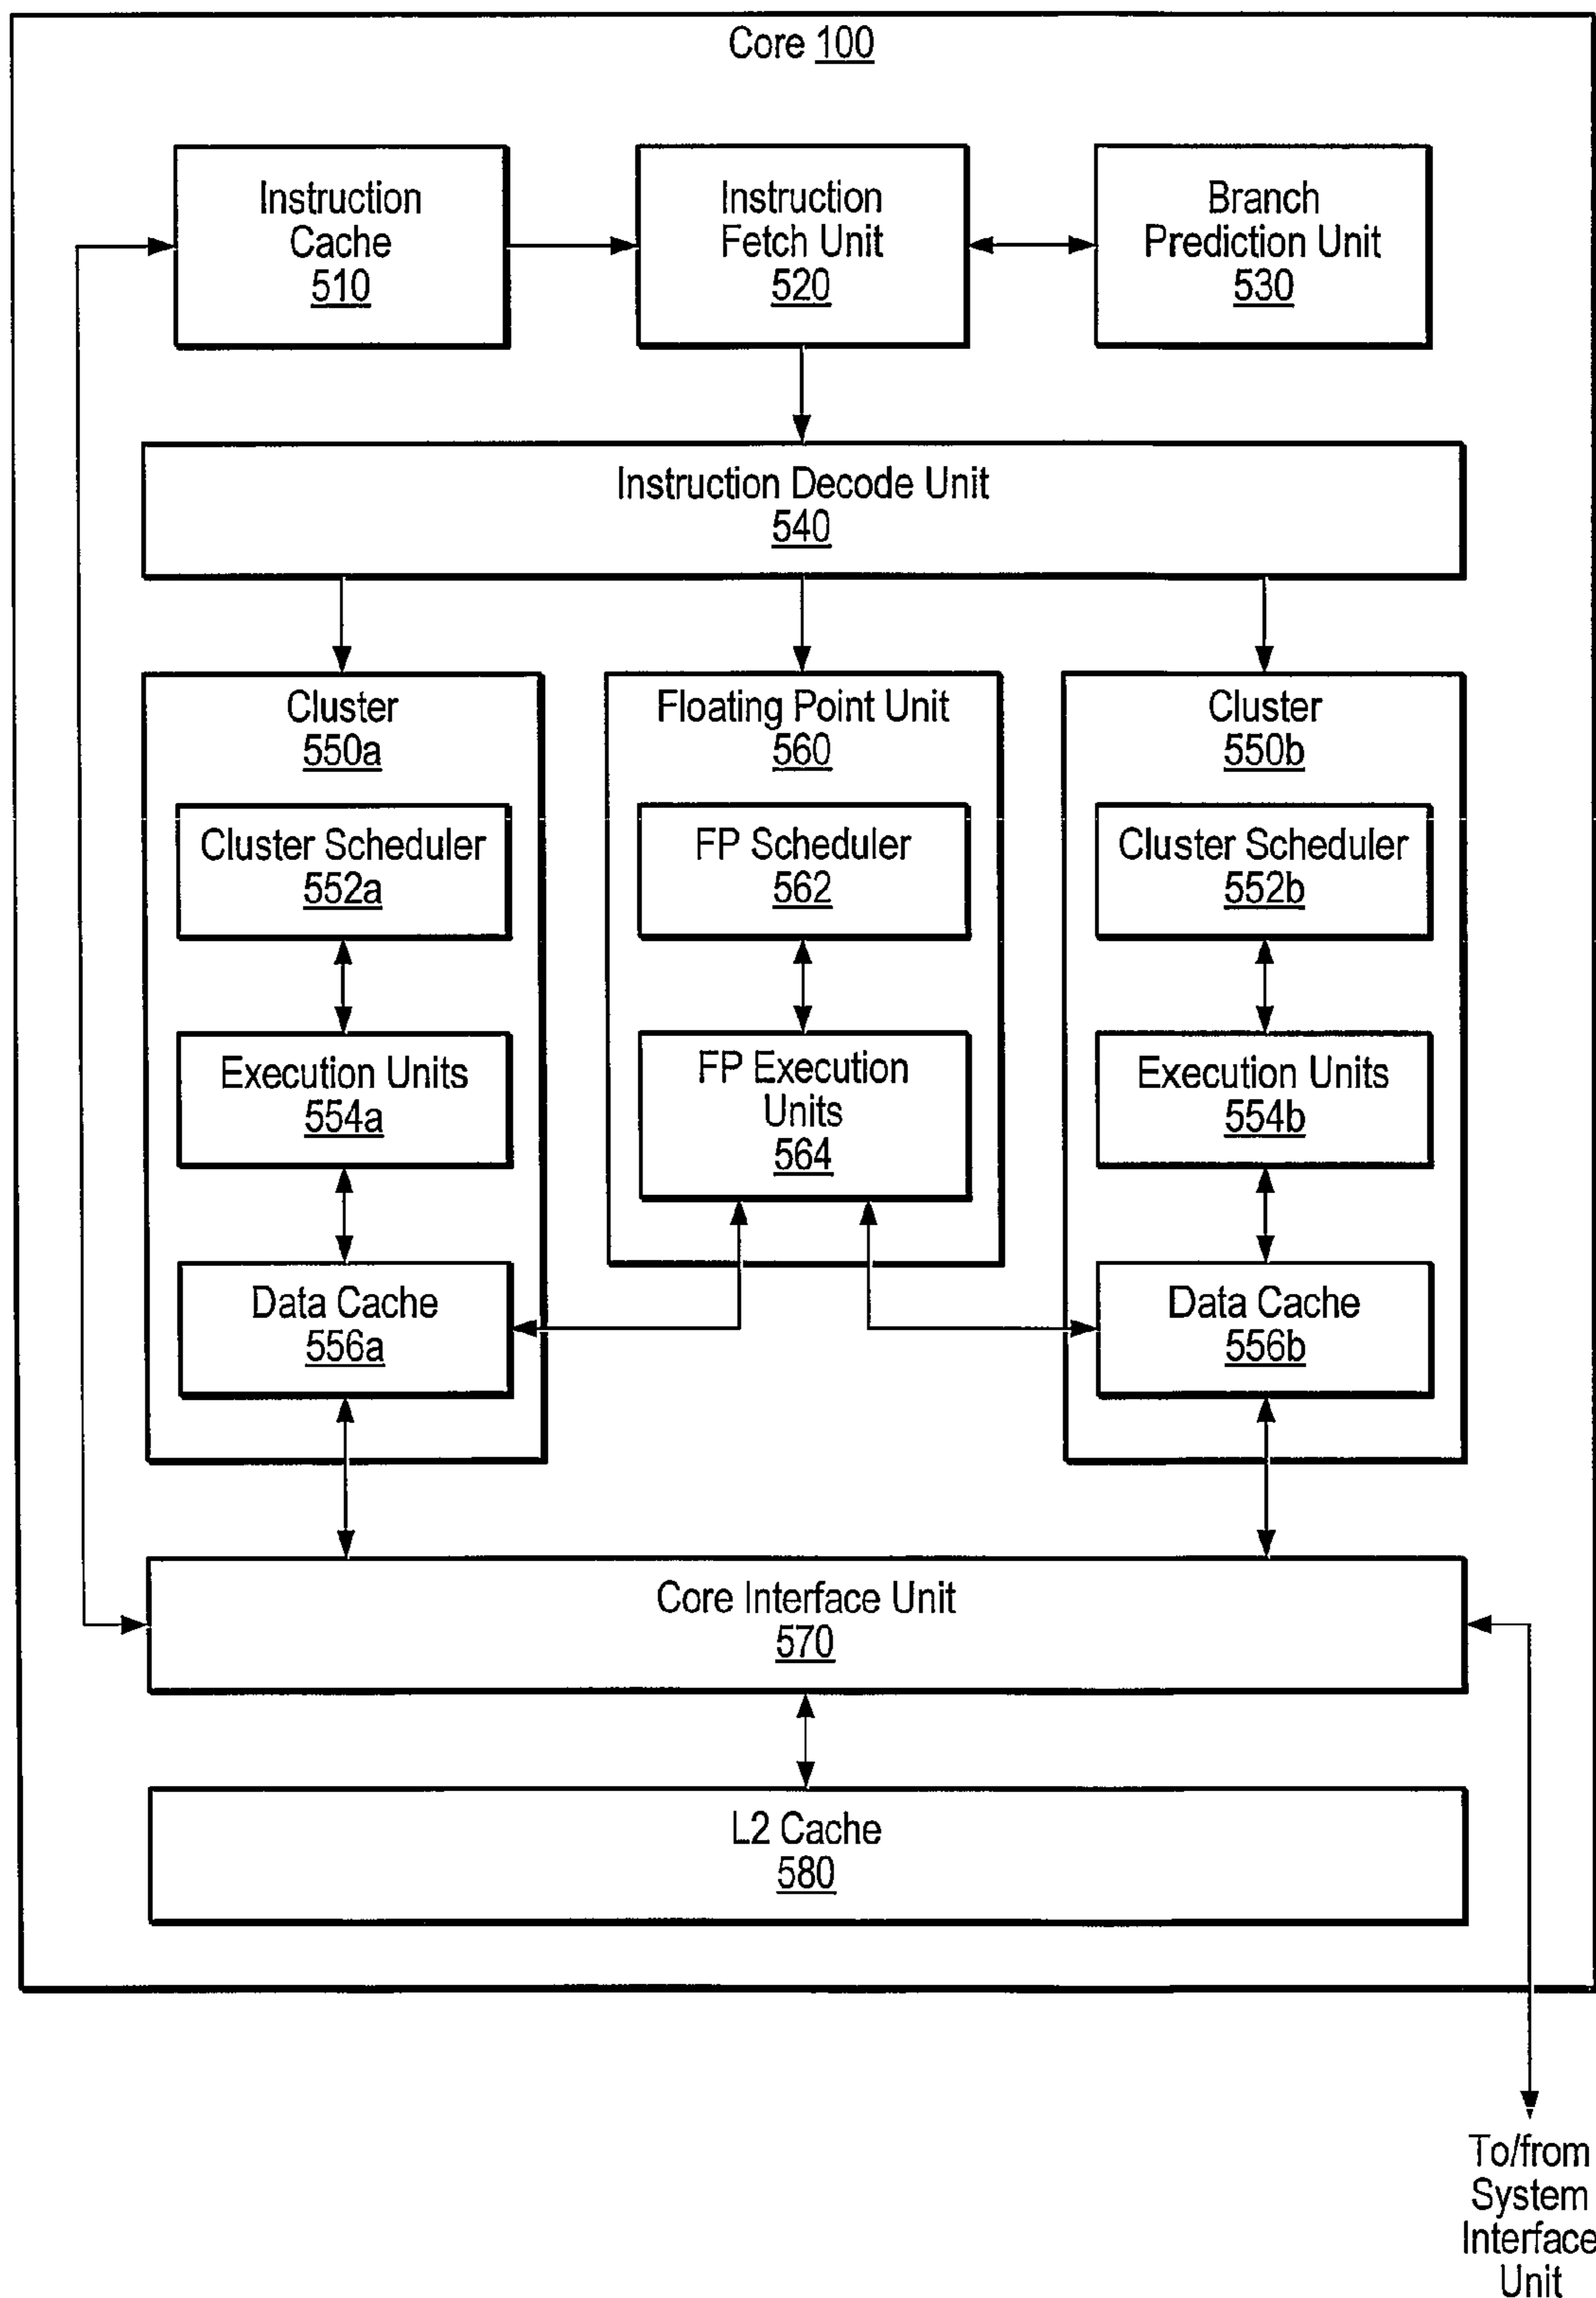 Core 100
Instruction
Cache
510
Instruction
Fetch Unit
520
Branch
Prediction Unit
530
Instruction Decode Unit
540
Cluster
550a
Cluster Scheduler
552a
Execution Units
554a
Data Cache
556a
Floating Point Unit
560
FP Scheduler
562
FP Execution
Units
564
Cluster
550b
Cluster Scheduler
552b
Execution Units
554b
Data Cache
556b
Core Interface Unit
570
L2 Cache
580
To/from
System
Interface
Unit